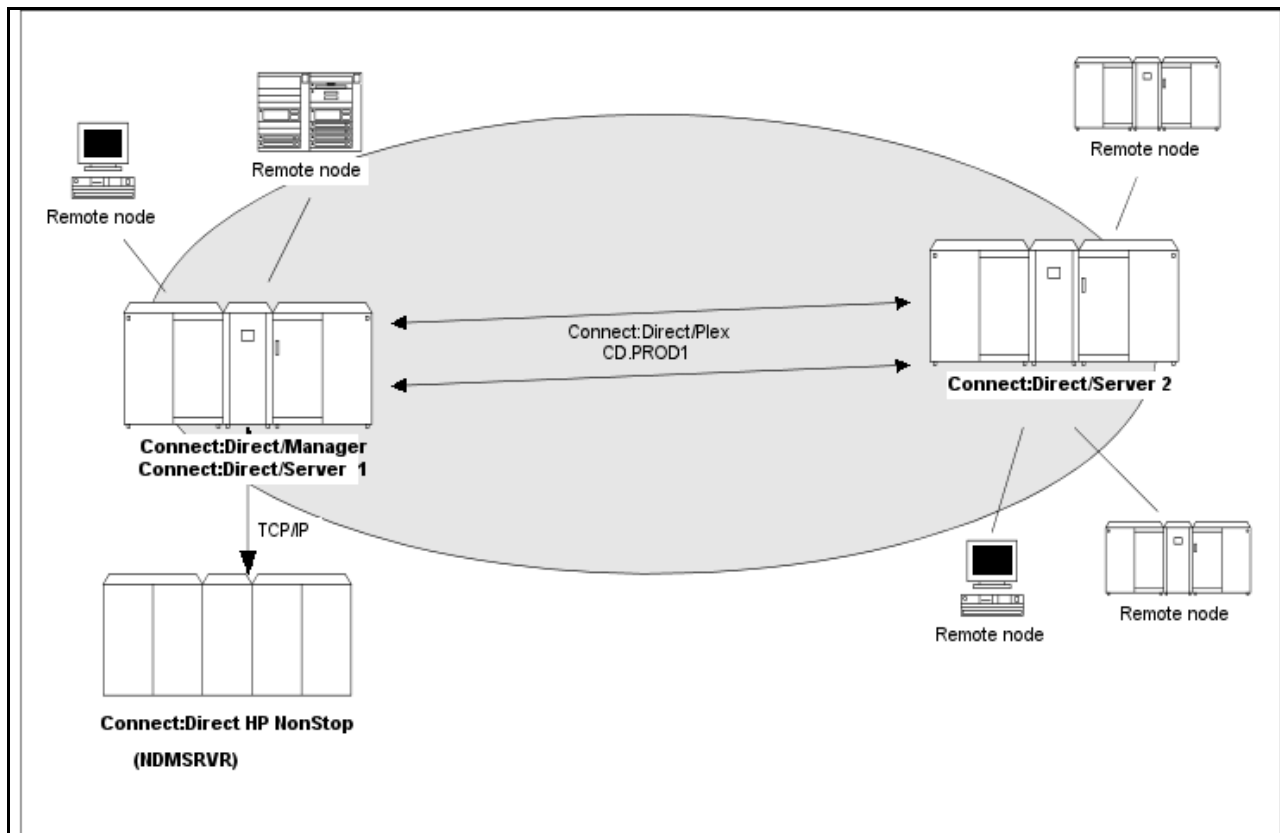 Remote node
Remote node
Remote node
Connect:Direct/Plex
CD.PROD1
Connect:Direct/Server 2
Connect:Direct/Manager
Connect:Direct/Server 1
TCP/IP
Remote node
Remote node
Connect:Direct HP NonStop
(NDMSRVR)